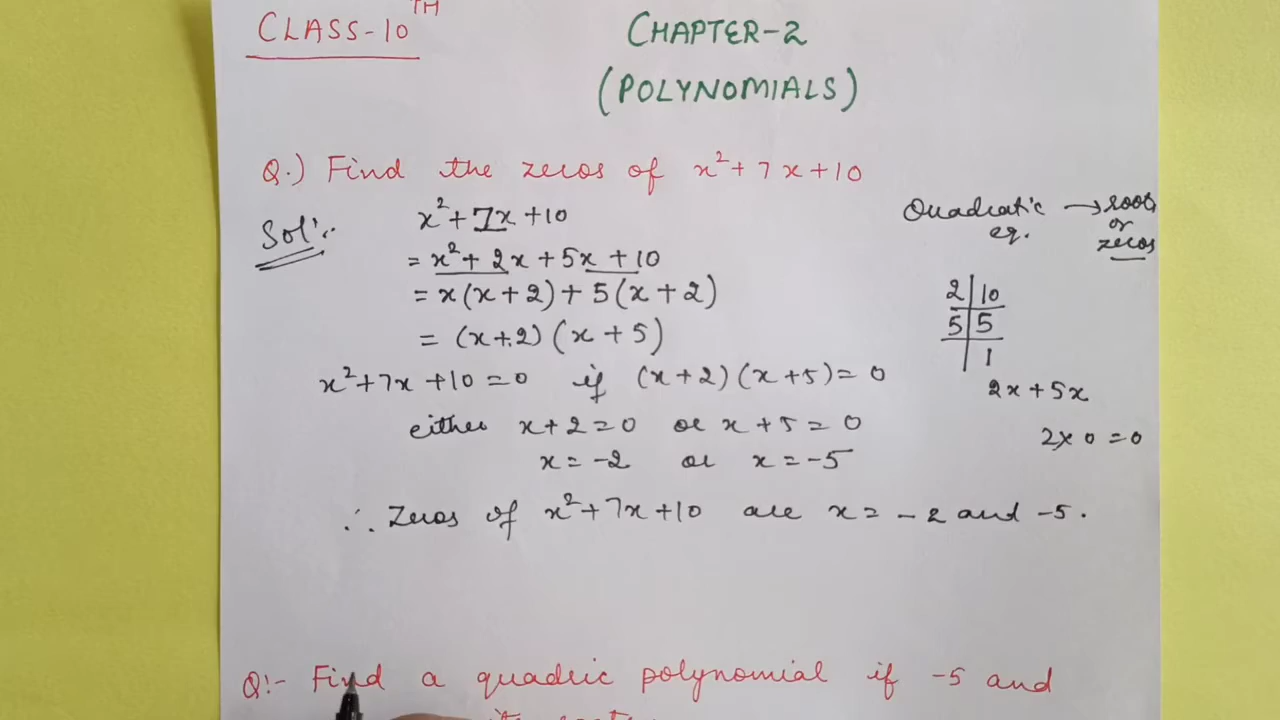 CLASS-10TH
CHAPTER-2
(POLYNOMIALS)
Q.) Find the zeros of x²+7x+10
Sol':.
x²+7x+10
= x²+2x+5x+10
= x(x+2)+5(x+2)
= (x+2)(x+5)
x²+7x+10=0 if (x+2)(x+5)=0
either x+2=0 or x+5=0
x=-2 or x=-5
∴ Zeros of x²+7x+10 are x=-2 and -5.
Quadratic → roots
eq. or
zeros
2|10
5|5
|1
2x+5x
2×0=0
Q:- Find a quadric polynomial if -5 and